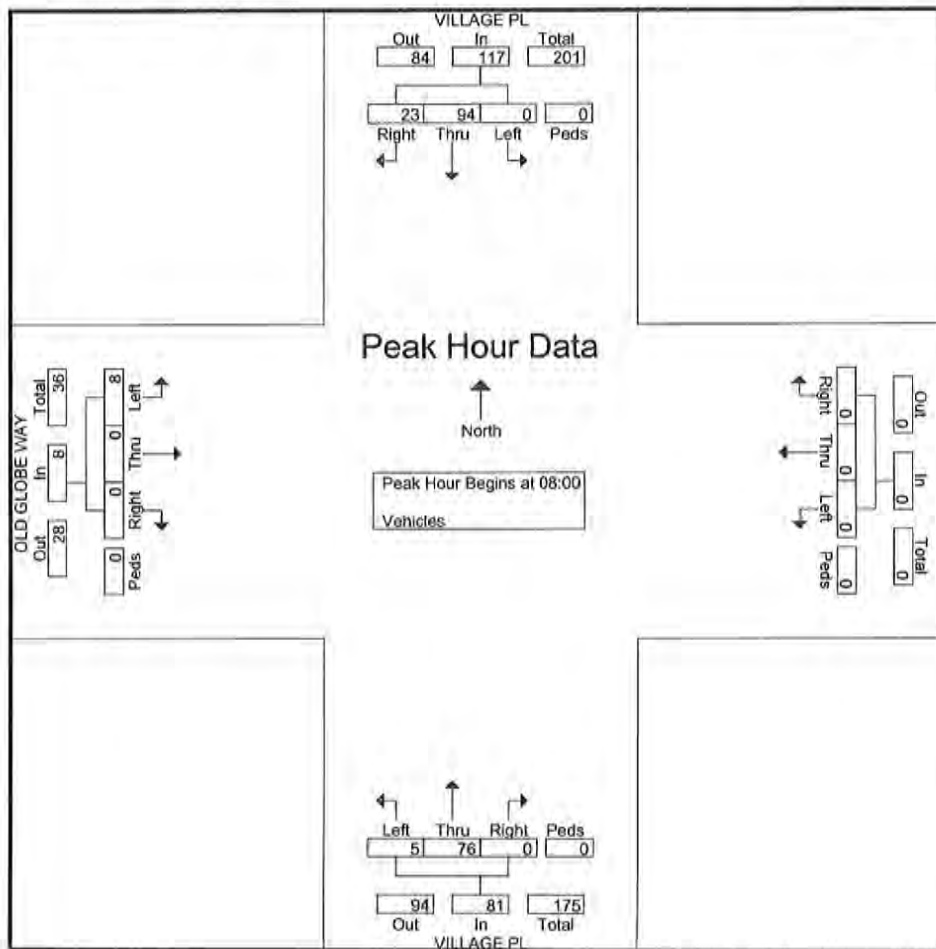 VILLAGE PL
Out In Total
84 117 201
23 94 0 0
Right Thru Left Peds
Peak Hour Data
North
Peak Hour Begins at 08:00
Vehicles
OLD GLOBE WAY
Total In Out
36 8 28
8 0 0 0
Left Thru Right Peds
Right Thru Left Peds
0 0 0 0
Out In Total
0 0 0
Left Thru Right Peds
5 76 0 0
94 81 175
Out In Total
VILLAGE PL